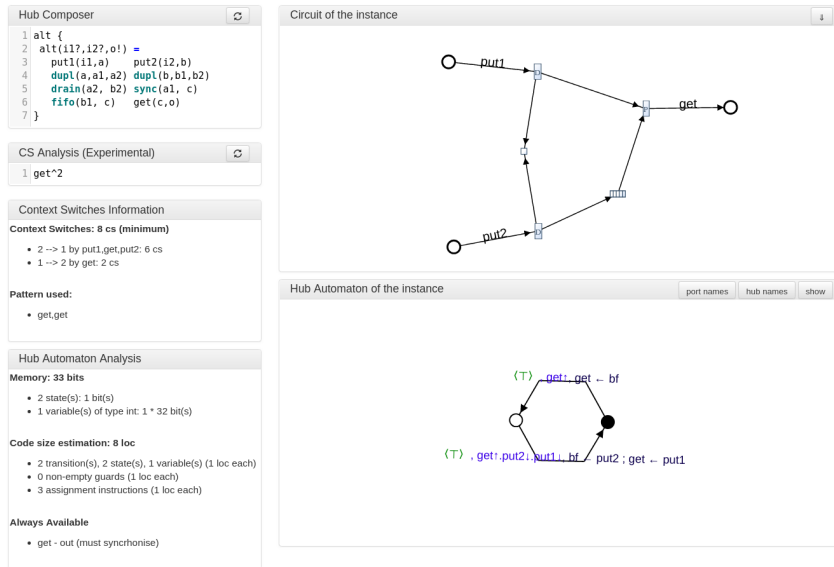 Hub Composer
1 alt {
2 alt(i1?,i2?,o!) =
3 put1(i1,a) put2(i2,b)
4 dupl(a,a1,a2) dupl(b,b1,b2)
5 drain(a2, b2) sync(a1, c)
6 fifo(b1, c) get(c,o)
7 }
CS Analysis (Experimental)
1 get^2
Context Switches Information
Context Switches: 8 cs (minimum)
2 --> 1 by put1,get,put2: 6 cs
1 --> 2 by get: 2 cs
Pattern used:
get,get
Hub Automaton Analysis
Memory: 33 bits
2 state(s): 1 bit(s)
1 variable(s) of type int: 1 * 32 bit(s)
Code size estimation: 8 loc
2 transition(s), 2 state(s), 1 variable(s) (1 loc each)
0 non-empty guards (1 loc each)
3 assignment instructions (1 loc each)
Always Available
get - out (must syncrhonise)
Circuit of the instance
⇓
put1
D
get
P
put2
D
Hub Automaton of the instance
port names
hub names
show
⟨⊤⟩ , get↑, get ← bf
⟨⊤⟩ , get↑.put2↓.put1↓, bf ← put2 ; get ← put1